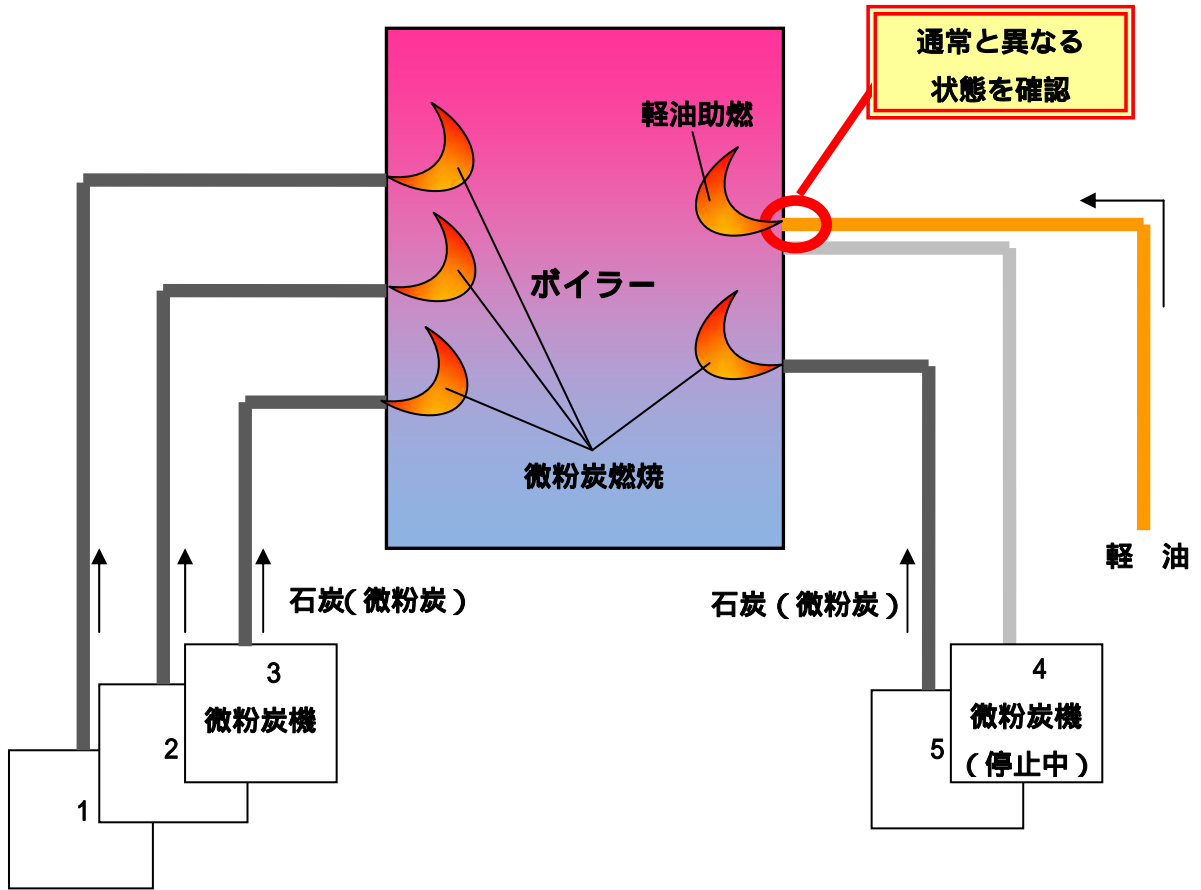 通常と異なる
状態を確認
軽油助燃
ボイラー
微粉炭燃焼
軽　油
石炭(微粉炭)
石炭(微粉炭)
3
微粉炭機
2
1
4
微粉炭機
(停止中)
5